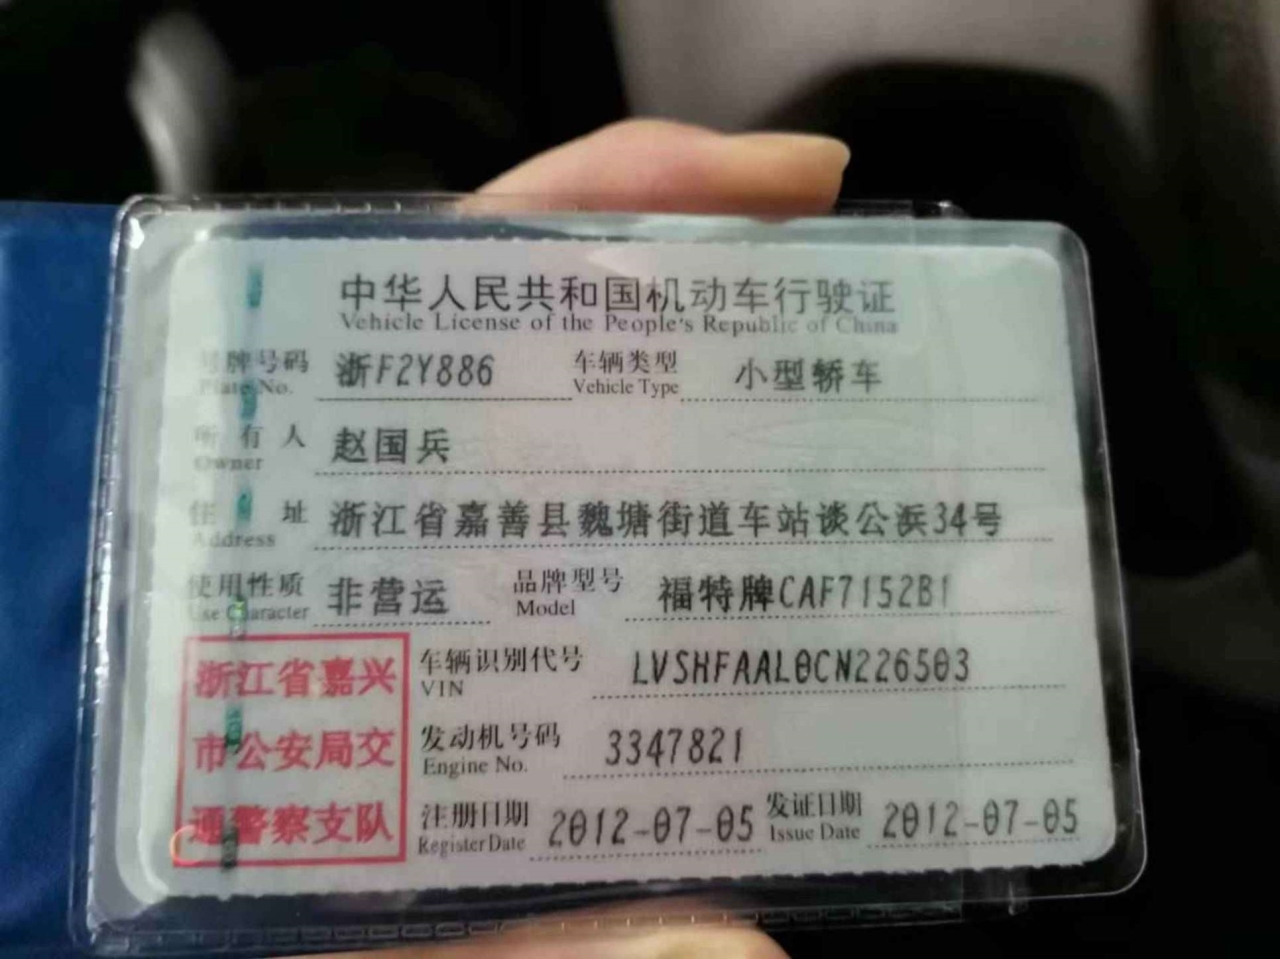 中华人民共和国机动车行驶证
Vehicle License of the People's Republic of China
号牌号码 浙F2Y886 车辆类型 小型轿车
Plate No. Vehicle Type
所有人 赵国兵
Owner
住址 浙江省嘉善县魏塘街道车站谈公浜34号
Address
使用性质 非营运 品牌型号 福特牌CAF7152B1
Use Character Model
浙江省嘉兴 车辆识别代号 LVSHFAAL0CN226503
VIN
市公安局交 发动机号码 3347821
Engine No.
通警察支队 注册日期 2012-07-05 发证日期 2012-07-05
Register Date Issue Date